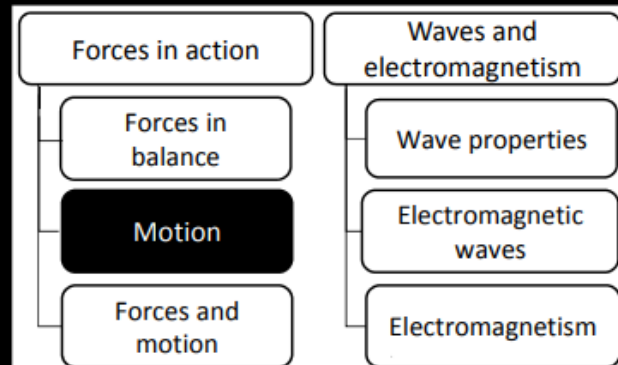 Forces in action
Forces in
balance
Motion
Forces and
motion
Waves and
electromagnetism
Wave properties
Electromagnetic
waves
Electromagnetism